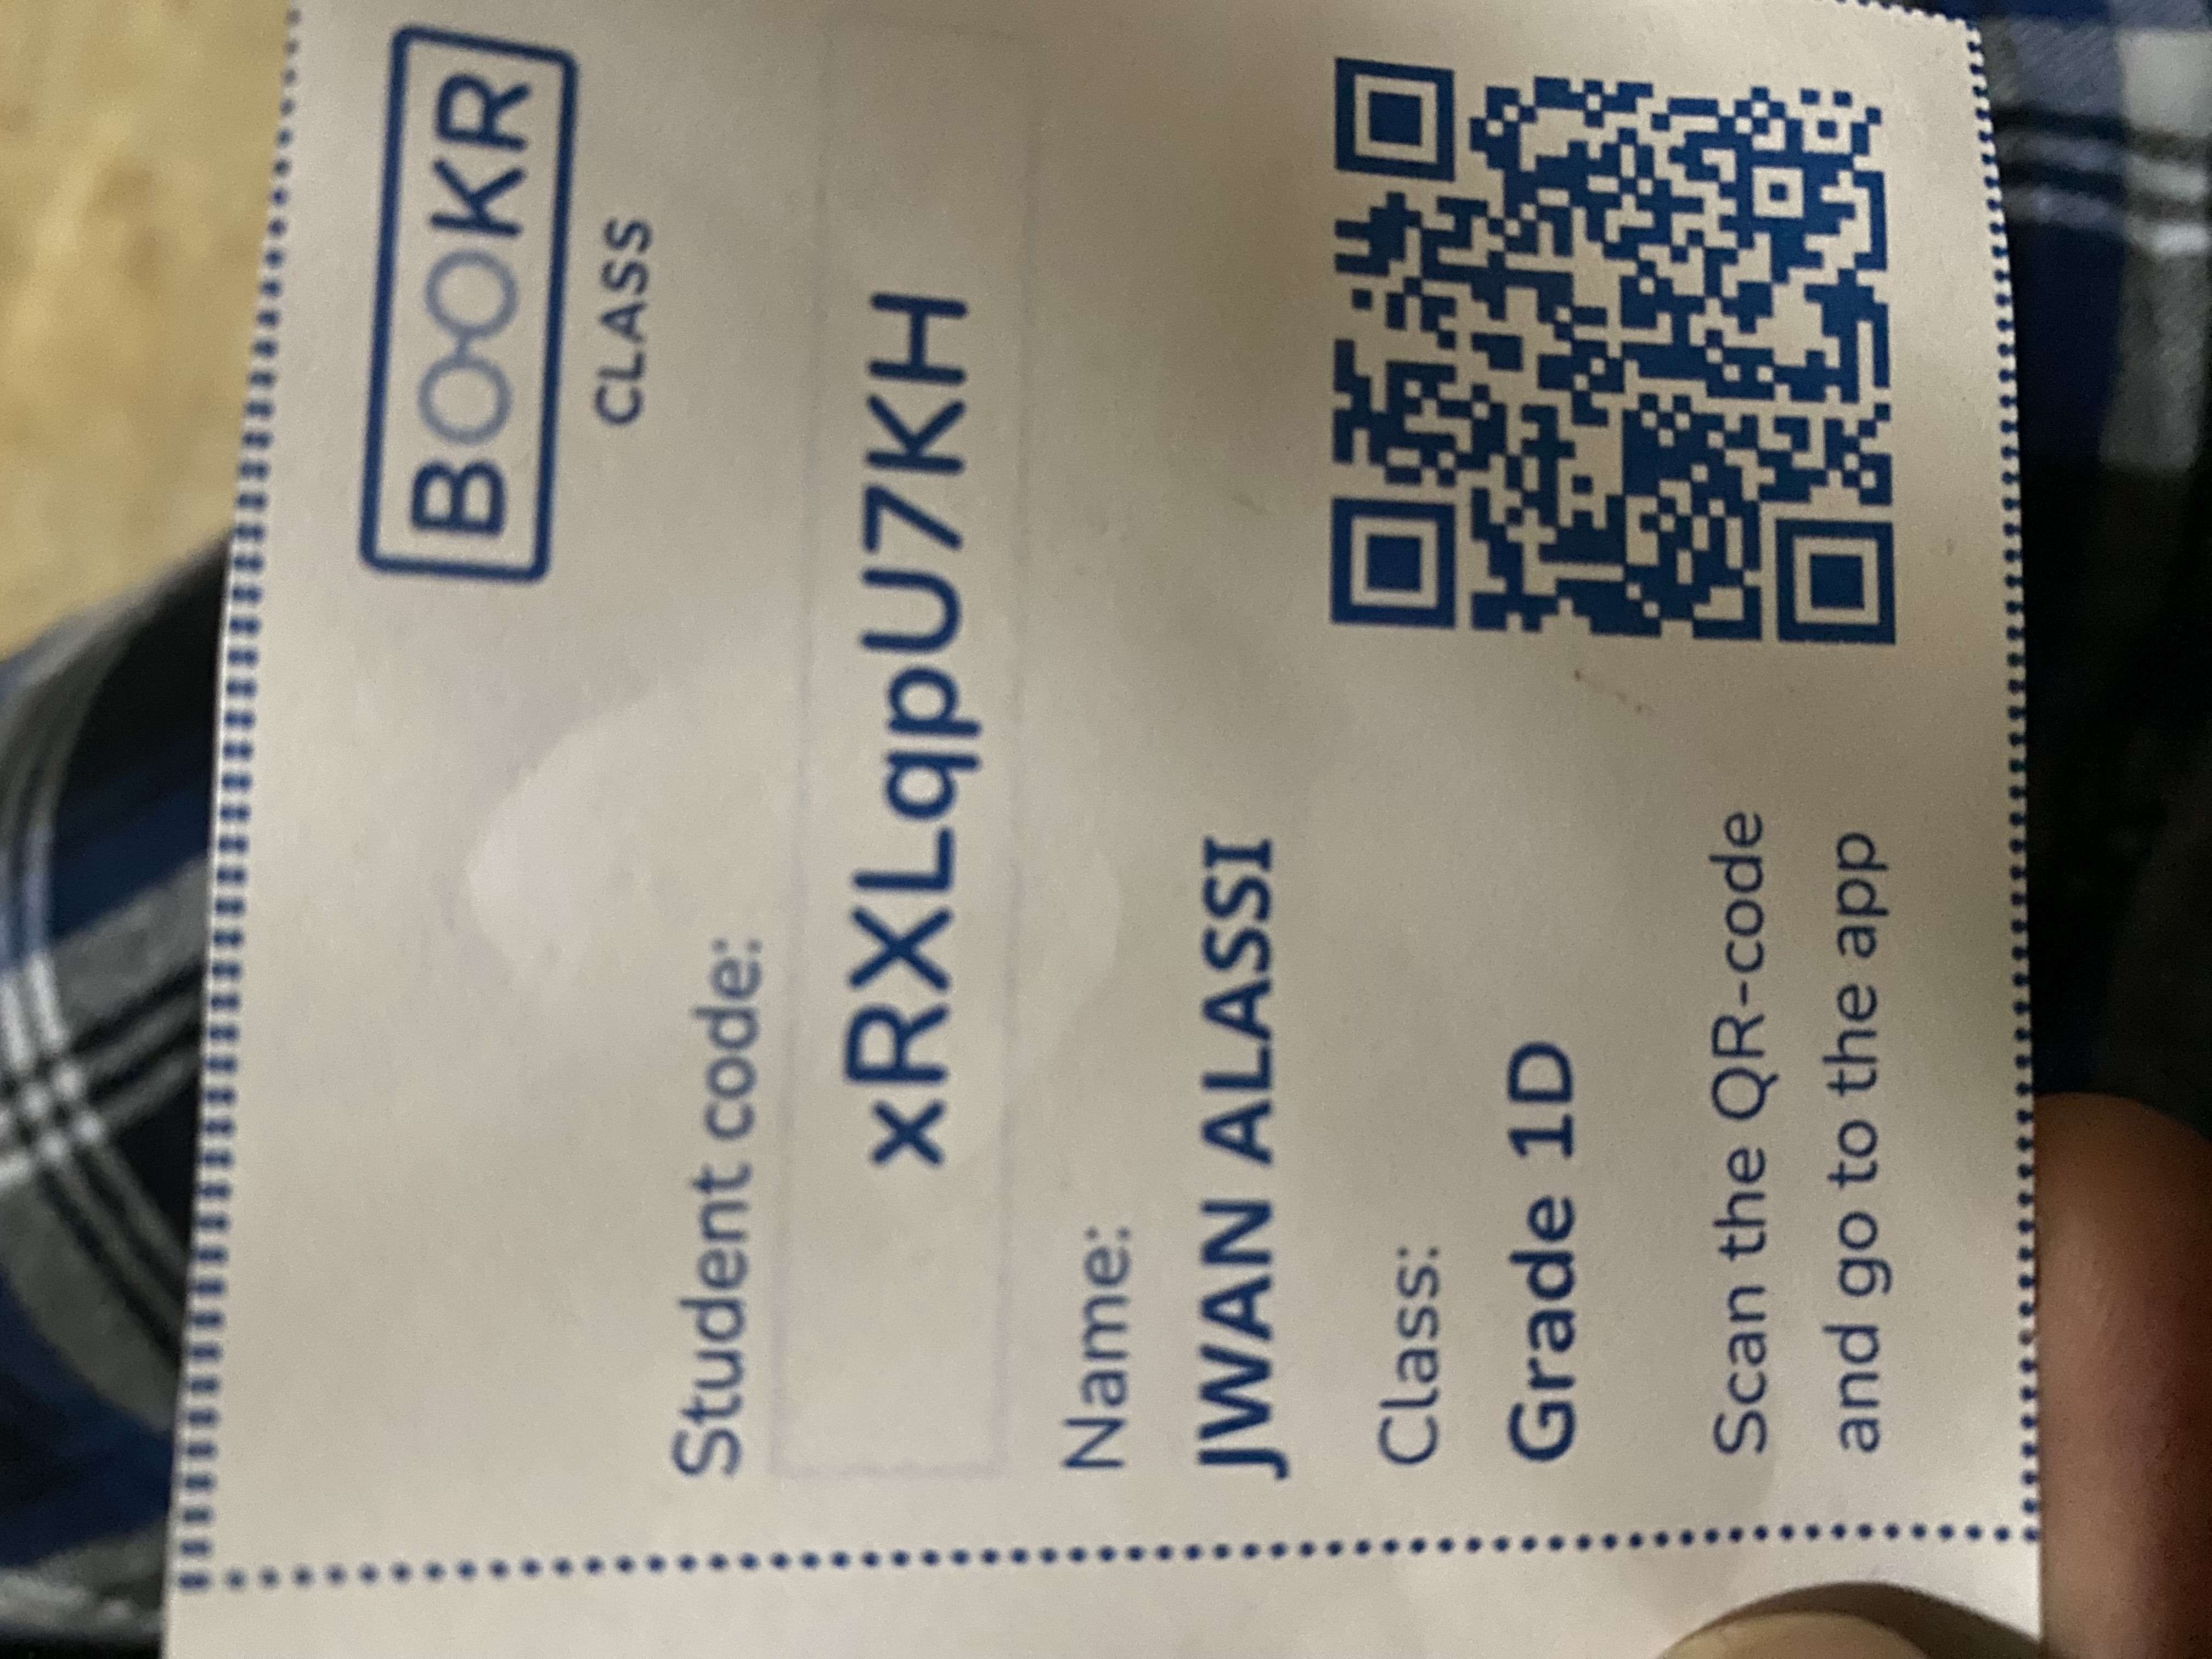 BOOKR
CLASS
Student code:
xRXLqpU7KH
Name:
JWAN ALASSI
Class:
Grade 1D
Scan the QR-code
and go to the app